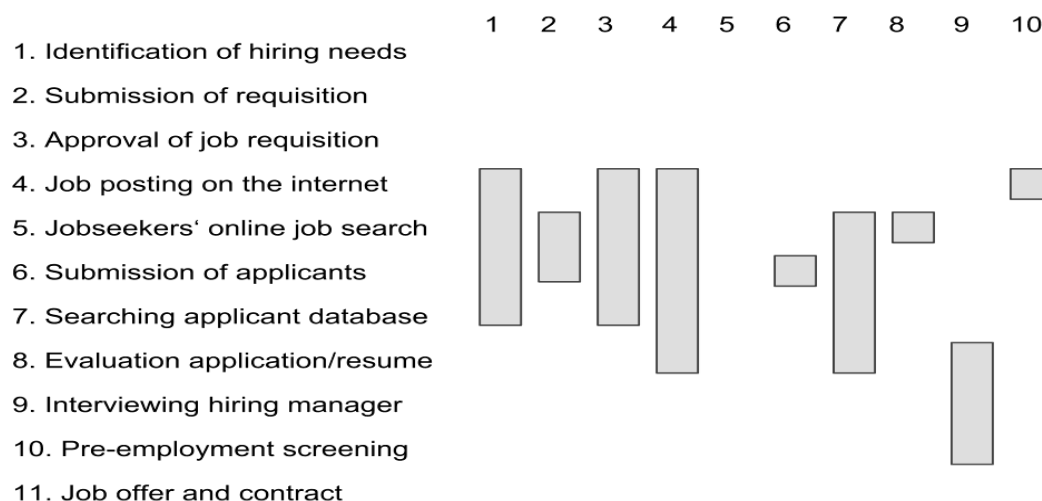 1 2 3 4 5 6 7 8 9 10
1. Identification of hiring needs
2. Submission of requisition
3. Approval of job requisition
4. Job posting on the internet
5. Jobseekers‘ online job search
6. Submission of applicants
7. Searching applicant database
8. Evaluation application/resume
9. Interviewing hiring manager
10. Pre-employment screening
11. Job offer and contract